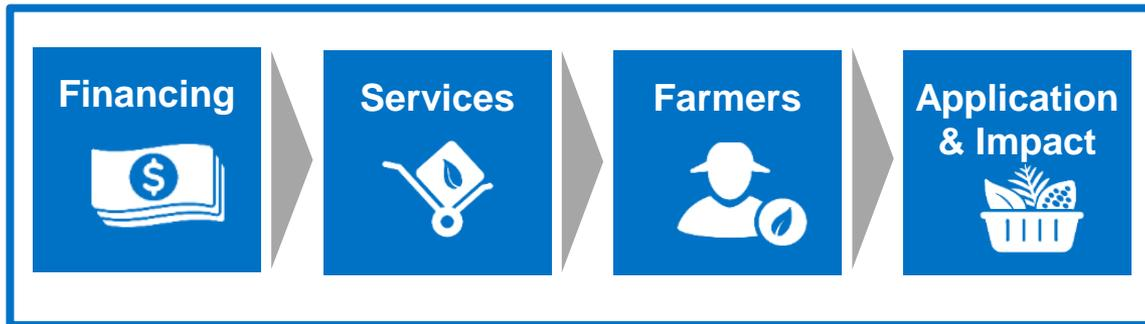 Financing
Services
Farmers
Application
& Impact
$